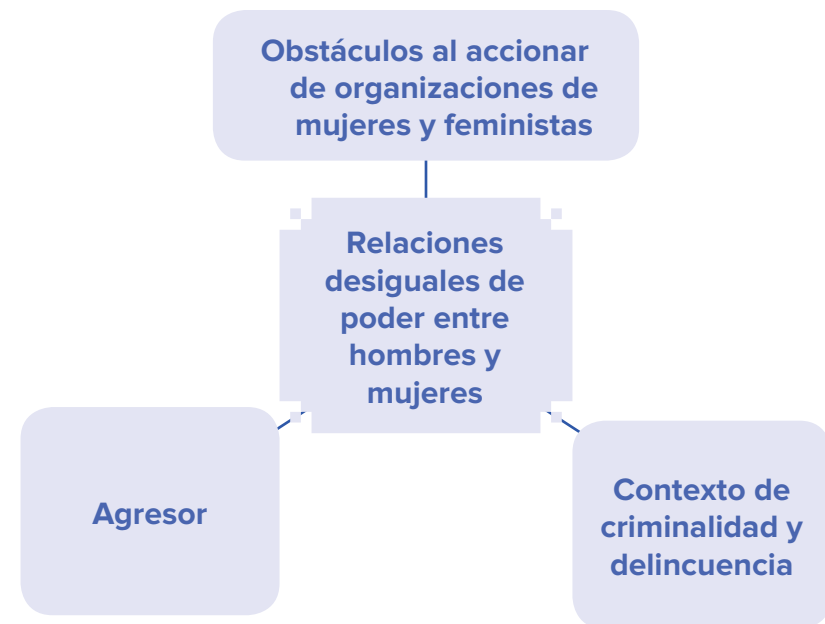 Obstáculos al accionar
de organizaciones de
mujeres y feministas
Relaciones
desiguales de
poder entre
hombres y
mujeres
Agresor
Contexto de
criminalidad y
delincuencia